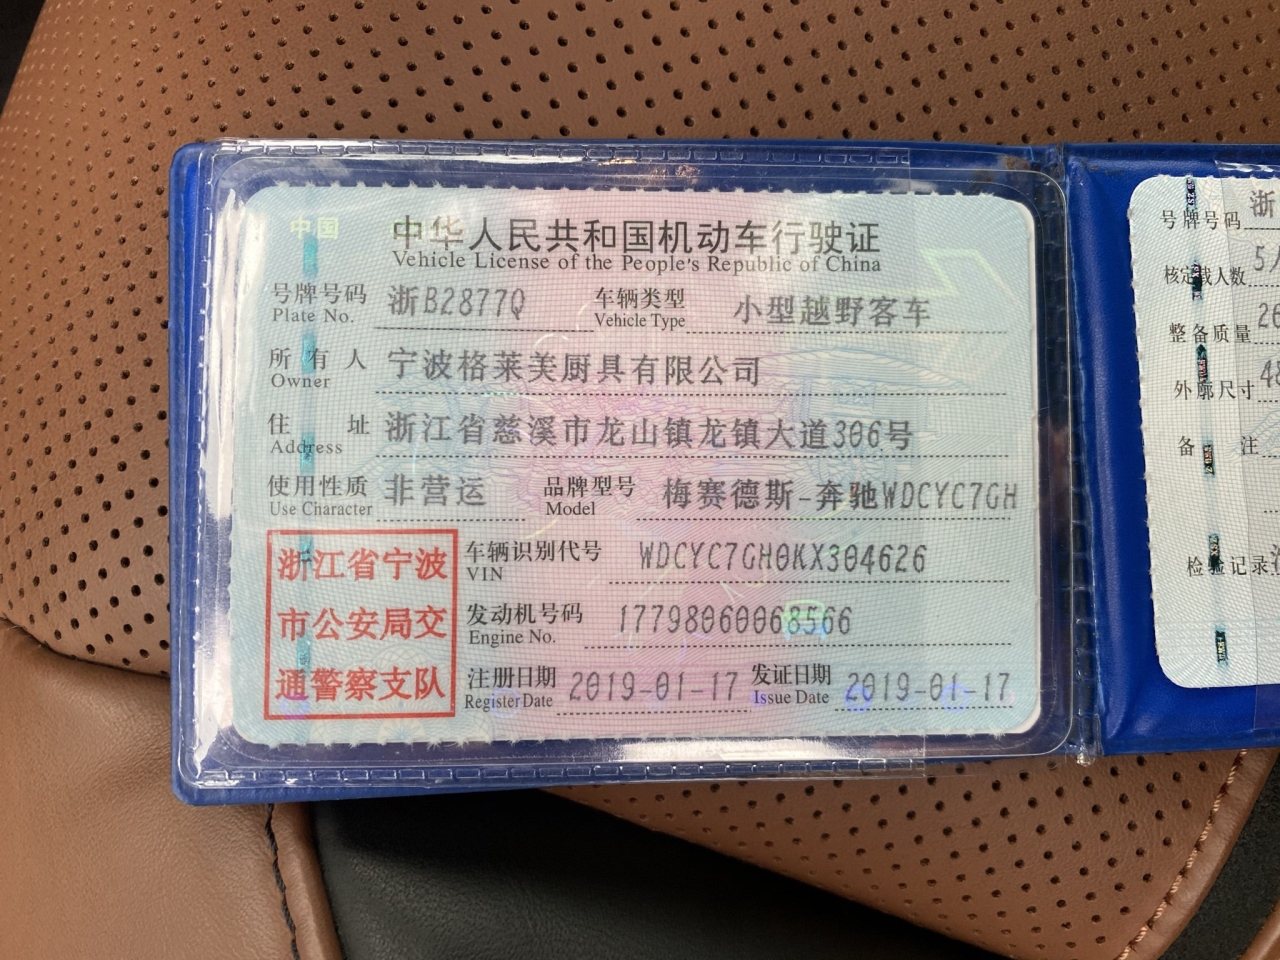 中国
中华人民共和国机动车行驶证
Vehicle License of the People's Republic of China
号牌号码 浙B2877Q 车辆类型 小型越野客车
Plate No. Vehicle Type
所有人 宁波格莱美厨具有限公司
Owner
住址 浙江省慈溪市龙山镇龙镇大道306号
Address
使用性质 非营运 品牌型号 梅赛德斯-奔驰WDCYC7GH
Use Character Model
浙江省宁波
市公安局交
通警察支队
车辆识别代号 WDCYC7GH0KX304626
VIN
发动机号码 17798060068566
Engine No.
注册日期 2019-01-17 发证日期 2019-01-17
Register Date Issue Date
号牌号码 浙
核定载人数 5人
整备质量 26
外廓尺寸 48
备注
检验记录